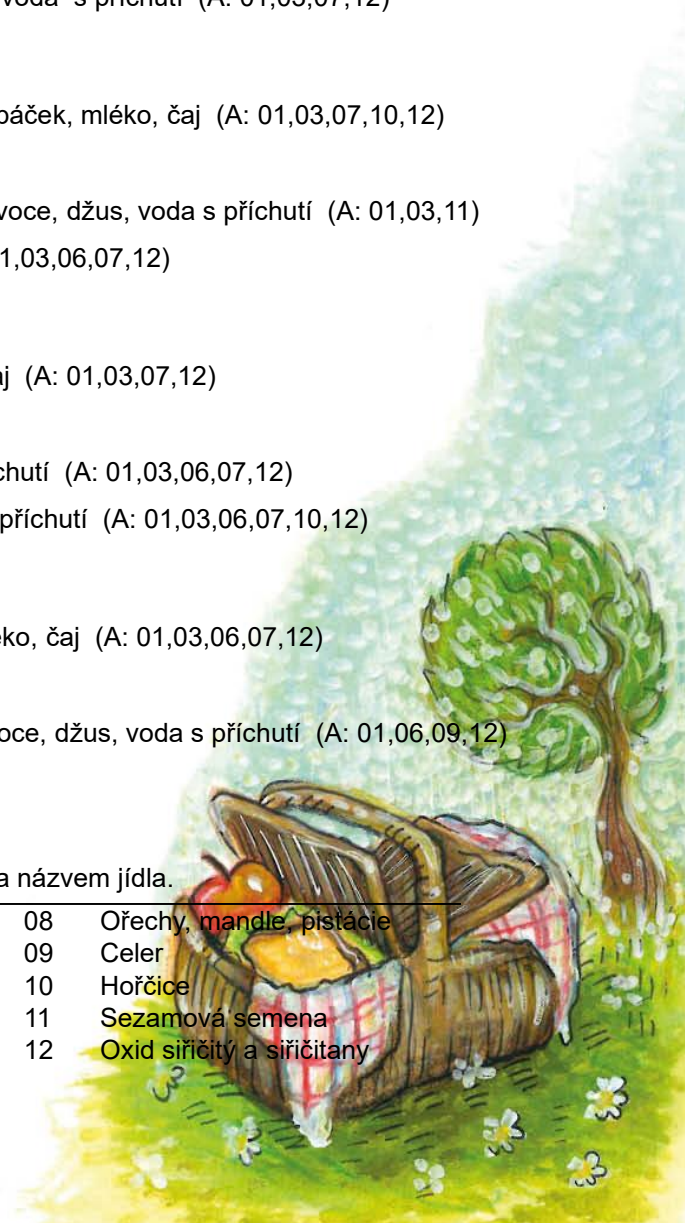 voda s příchutí (A: 01,03,07,12)
páček, mléko, čaj (A: 01,03,07,10,12)
voce, džus, voda s příchutí (A: 01,03,11)
1,03,06,07,12)
aj (A: 01,03,07,12)
chutí (A: 01,03,06,07,12)
příchutí (A: 01,03,06,07,10,12)
éko, čaj (A: 01,03,06,07,12)
oce, džus, voda s příchutí (A: 01,06,09,12)
a názvem jídla.
08 Ořechy, mandle, pistácie
09 Celer
10 Hořčice
11 Sezamová semena
12 Oxid siřičitý a siřičitany